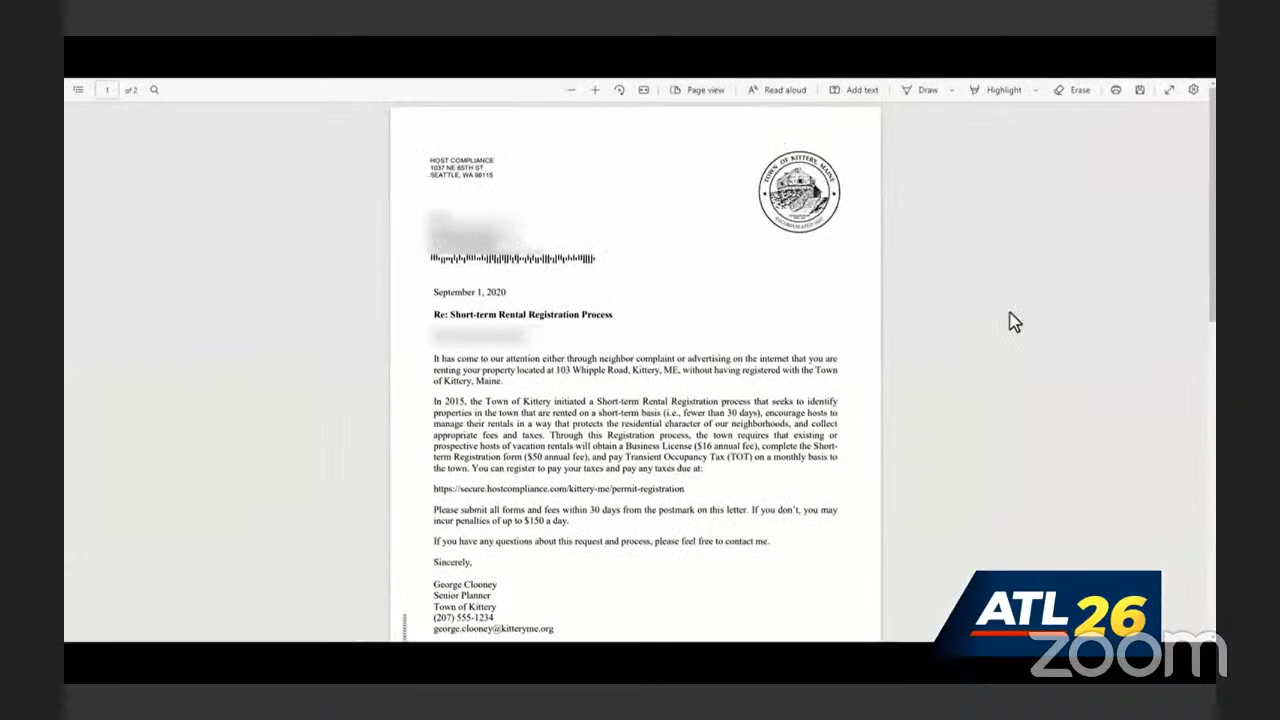 1 of 2
Page view
Read aloud
Add text
Draw
Highlight
Erase
HOST COMPLIANCE
1037 NE 65TH ST
SEATTLE, WA 98115
TOWN OF KITTERY, MAINE
INCORPORATED 1647
September 1, 2020
Re: Short-term Rental Registration Process
It has come to our attention either through neighbor complaint or advertising on the internet that you are
renting your property located at 103 Whipple Road, Kittery, ME, without having registered with the Town
of Kittery, Maine.
In 2015, the Town of Kittery initiated a Short-term Rental Registration process that seeks to identify
properties in the town that are rented on a short-term basis (i.e., fewer than 30 days), encourage hosts to
manage their rentals in a way that protects the residential character of our neighborhoods, and collect
appropriate fees and taxes. Through this Registration process, the town requires that existing or
prospective hosts of vacation rentals will obtain a Business License ($16 annual fee), complete the Short-
term Registration form ($50 annual fee), and pay Transient Occupancy Tax (TOT) on a monthly basis to
the town. You can register to pay your taxes and pay any taxes due at:
https://secure.hostcompliance.com/kittery-me/permit-registration
Please submit all forms and fees within 30 days from the postmark on this letter. If you don't, you may
incur penalties of up to $150 a day.
If you have any questions about this request and process, please feel free to contact me.
Sincerely,
George Clooney
Senior Planner
Town of Kittery
(207) 555-1234
george.clooney@kitteryme.org
ATL 26
zoom